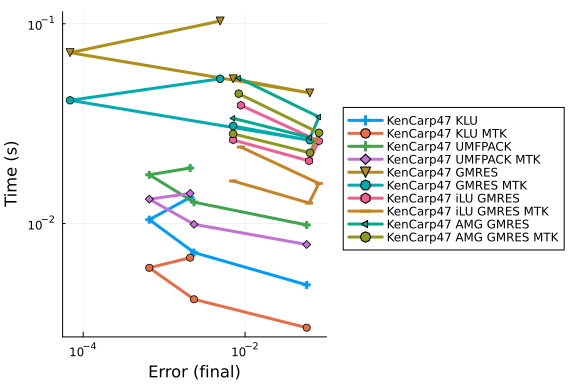 10⁻¹
10⁻²
Time (s)
10⁻⁴
10⁻²
Error (final)
KenCarp47 KLU
KenCarp47 KLU MTK
KenCarp47 UMFPACK
KenCarp47 UMFPACK MTK
KenCarp47 GMRES
KenCarp47 GMRES MTK
KenCarp47 iLU GMRES
KenCarp47 iLU GMRES MTK
KenCarp47 AMG GMRES
KenCarp47 AMG GMRES MTK